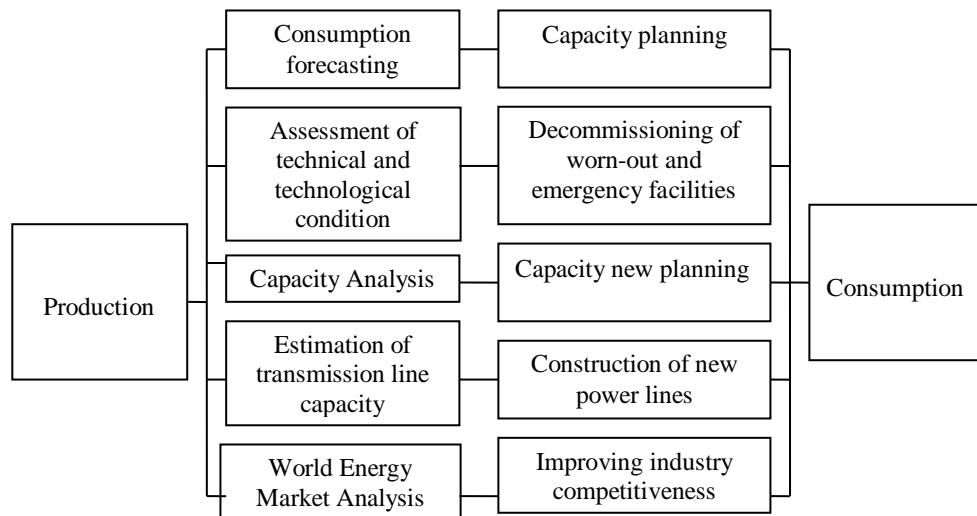 Production
Consumption
forecasting
Capacity planning
Assessment of
technical and
technological
condition
Decommissioning of
worn-out and
emergency facilities
Capacity Analysis
Capacity new planning
Estimation of
transmission line
capacity
Construction of new
power lines
World Energy
Market Analysis
Improving industry
competitiveness
Consumption